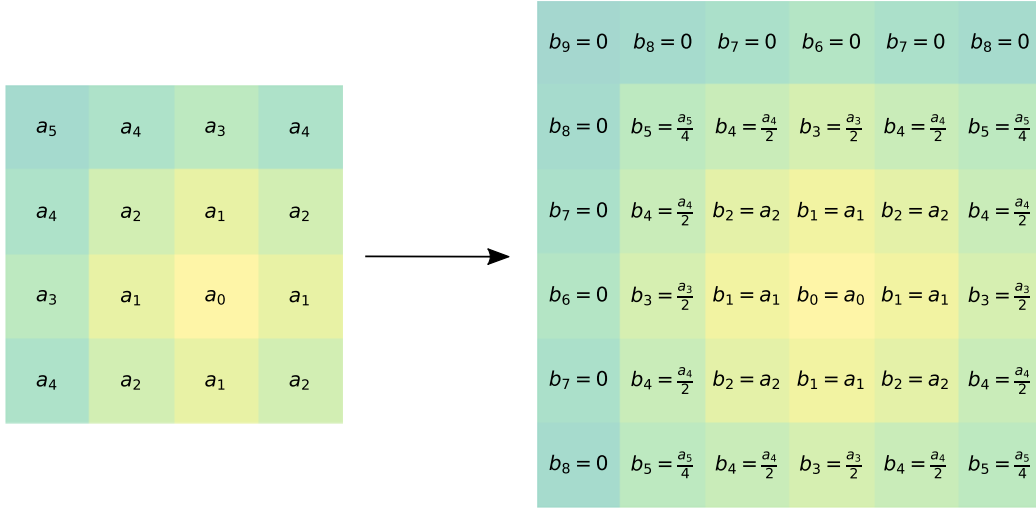 b₉ = 0 b₈ = 0 b₇ = 0 b₆ = 0 b₇ = 0 b₈ = 0
a₅ a₄ a₃ a₄
b₈ = 0 b₅ = a₅/4 b₄ = a₄/2 b₃ = a₃/2 b₄ = a₄/2 b₅ = a₅/4
a₄ a₂ a₁ a₂
b₇ = 0 b₄ = a₄/2 b₂ = a₂ b₁ = a₁ b₂ = a₂ b₄ = a₄/2
a₃ a₁ a₀ a₁
b₆ = 0 b₃ = a₃/2 b₁ = a₁ b₀ = a₀ b₁ = a₁ b₃ = a₃/2
a₄ a₂ a₁ a₂
b₇ = 0 b₄ = a₄/2 b₂ = a₂ b₁ = a₁ b₂ = a₂ b₄ = a₄/2
b₈ = 0 b₅ = a₅/4 b₄ = a₄/2 b₃ = a₃/2 b₄ = a₄/2 b₅ = a₅/4